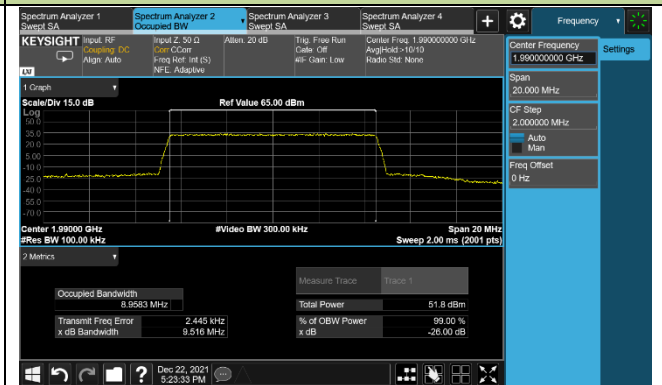 Spectrum Analyzer 1
Swept SA
Spectrum Analyzer 2
Occupied BW
Spectrum Analyzer 3
Swept SA
Spectrum Analyzer 4
Swept SA
Frequency
KEYSIGHT
Input: RF
Coupling: DC
Align: Auto
Input Z: 50 Ω
Corr CCorr
Freq Ref: Int (S)
NFE: Adaptive
Atten: 20 dB
Trig: Free Run
Gate: Off
#IF Gain: Low
Center Freq: 1.990000000 GHz
Avg|Hold:>10/10
Radio Std: None
LXI
Center Frequency
1.990000000 GHz
Settings
Span
20.000 MHz
CF Step
2.000000 MHz
Auto
Man
Freq Offset
0 Hz
1 Graph
Scale/Div 15.0 dB
Ref Value 65.00 dBm
Log
50.0
35.0
20.0
5.00
-10.0
-25.0
-40.0
-55.0
-70.0
Center 1.99000 GHz
#Video BW 300.00 kHz
Span 20 MHz
#Res BW 100.00 kHz
Sweep 2.00 ms (2001 pts)
2 Metrics
Measure Trace
Trace 1
Occupied Bandwidth
8.9583 MHz
Total Power
51.8 dBm
Transmit Freq Error
2.445 kHz
% of OBW Power
99.00 %
x dB Bandwidth
9.516 MHz
x dB
-26.00 dB
?
Dec 22, 2021
5:23:33 PM